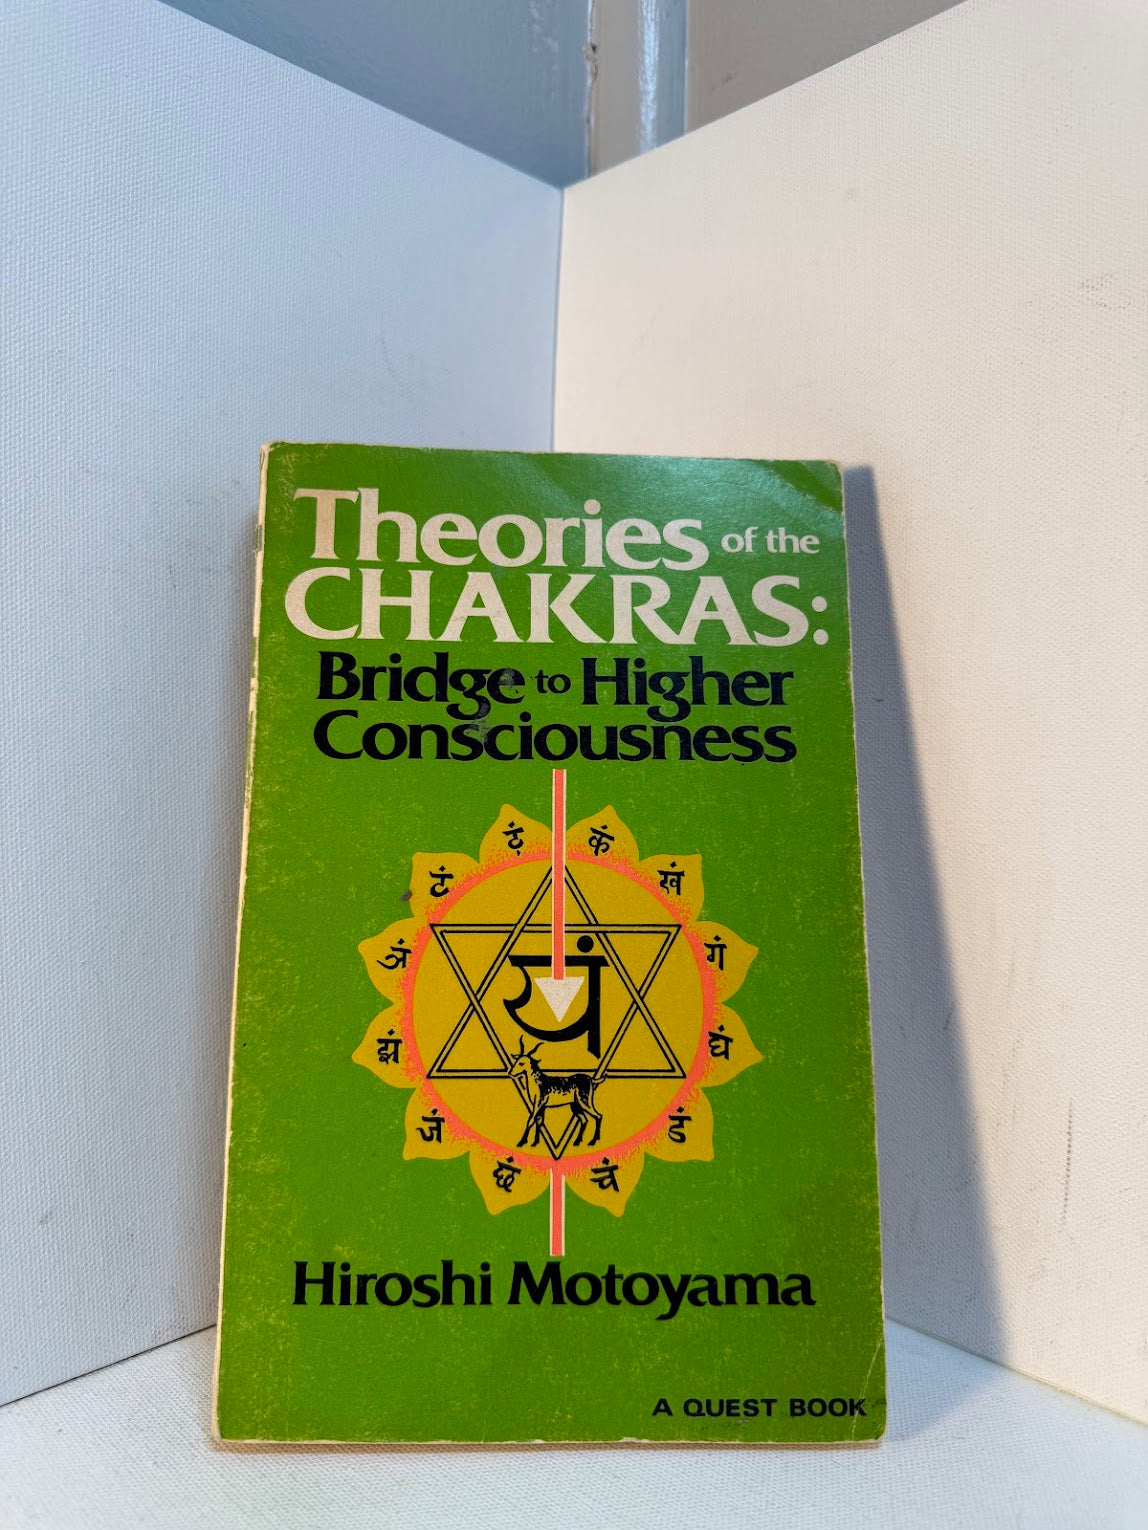 Theories of the
CHAKRAS:
Bridge to Higher
Consciousness
कं
खं
गं
घं
ङं
चं
छं
जं
झं
ञं
टं
ठं
यं
Hiroshi Motoyama
A QUEST BOOK